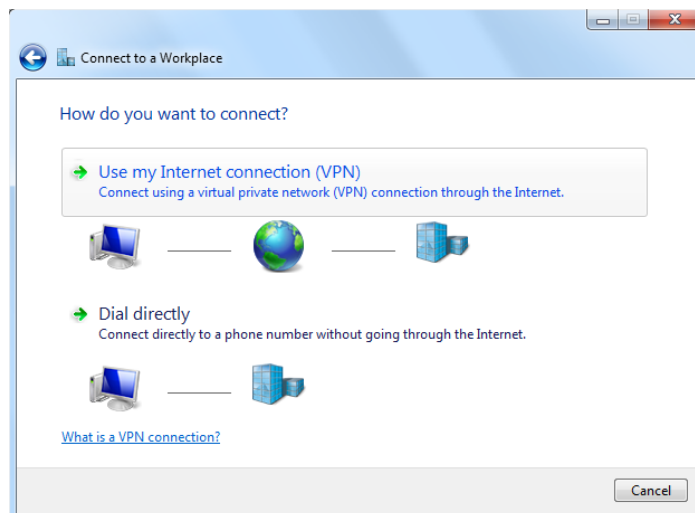 Connect to a Workplace
How do you want to connect?
Use my Internet connection (VPN)
Connect using a virtual private network (VPN) connection through the Internet.
Dial directly
Connect directly to a phone number without going through the Internet.
What is a VPN connection?
Cancel